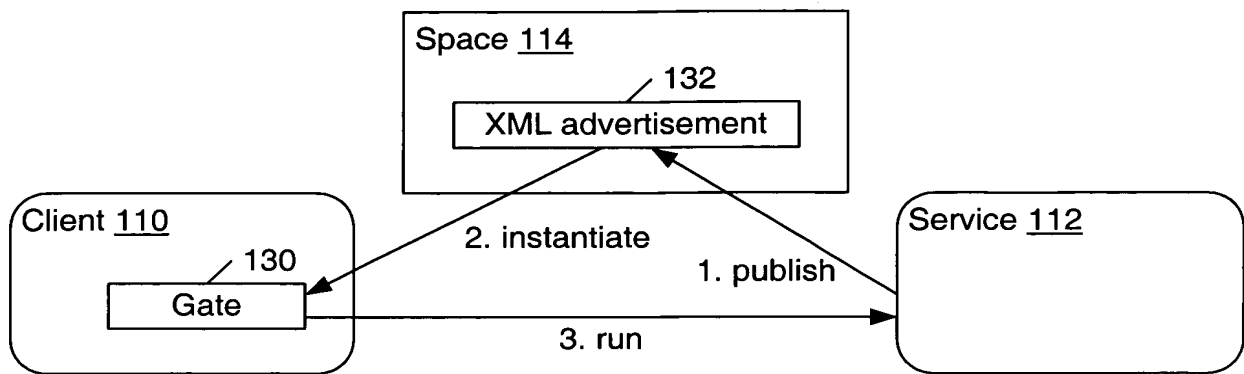 Space 114
132
XML advertisement
Client 110
2. instantiate
Service 112
130
1. publish
Gate
3. run